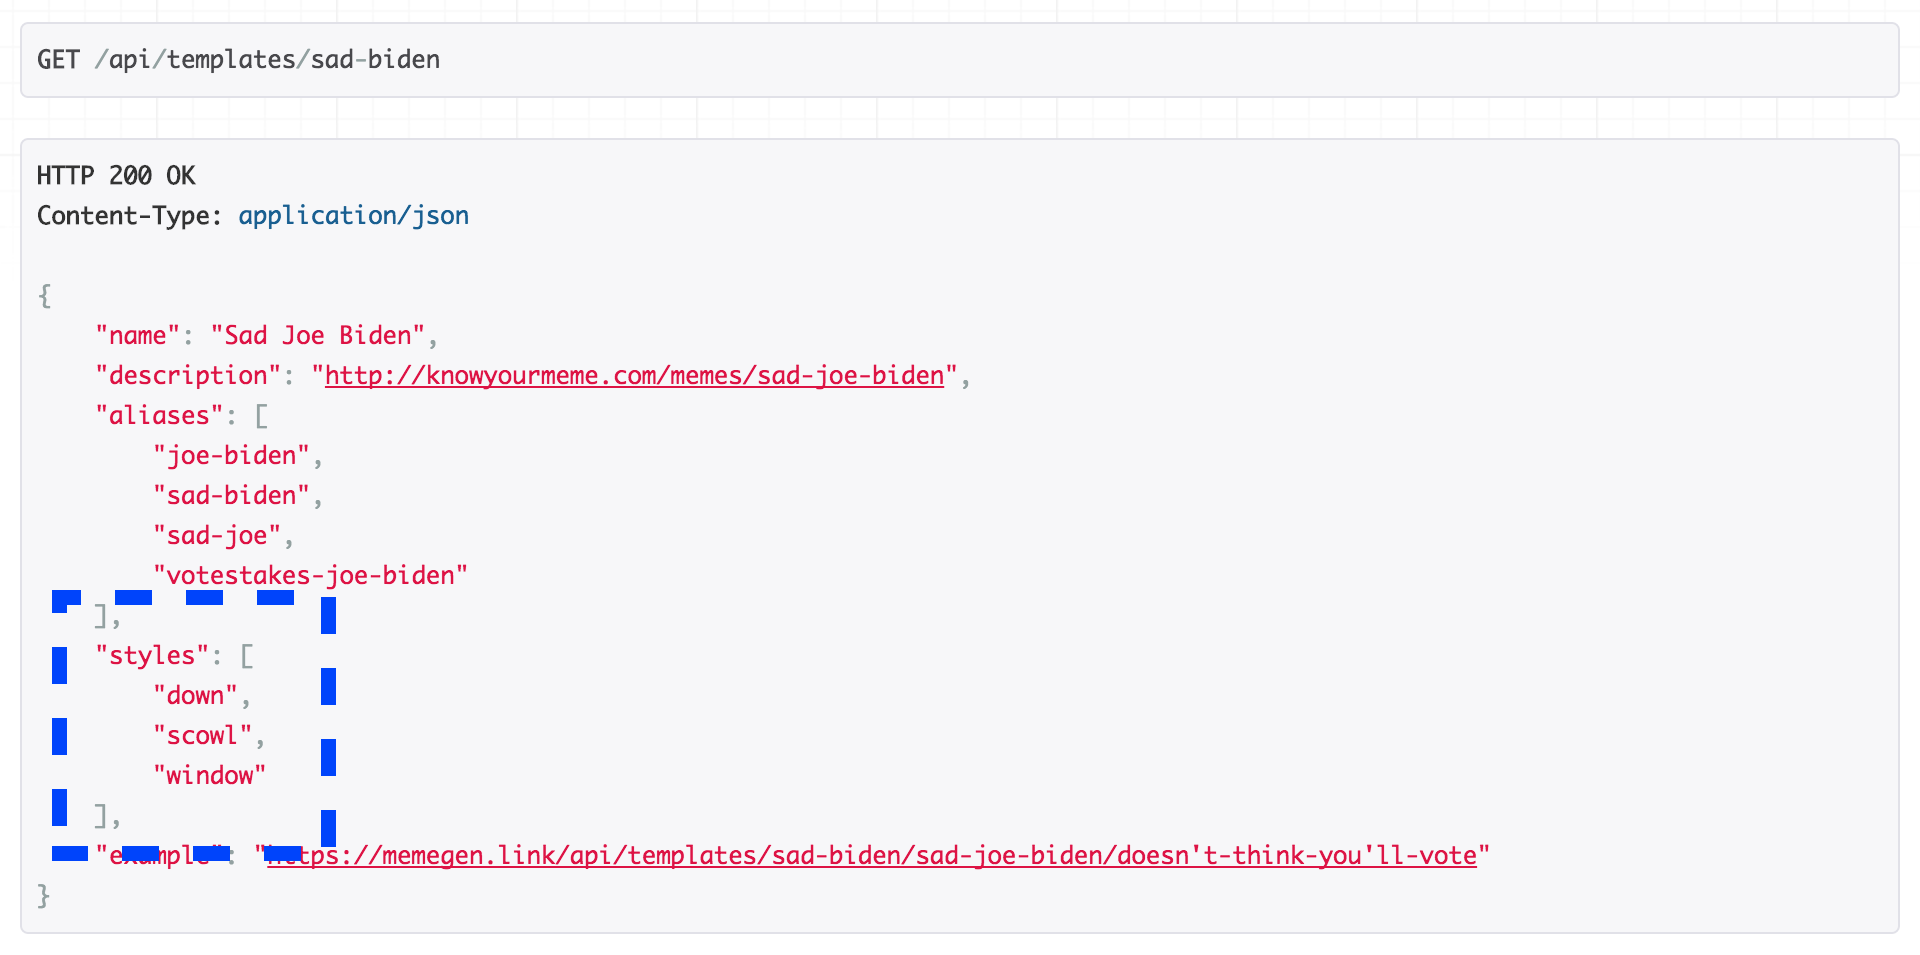 GET /api/templates/sad-biden
HTTP 200 OK
Content-Type: application/json
{
"name": "Sad Joe Biden",
"description": "http://knowyourmeme.com/memes/sad-joe-biden",
"aliases": [
"joe-biden",
"sad-biden",
"sad-joe",
"votestakes-joe-biden"
],
"styles": [
"down",
"scowl",
"window"
],
"example": "https://memegen.link/api/templates/sad-biden/sad-joe-biden/doesn't-think-you'll-vote"
}